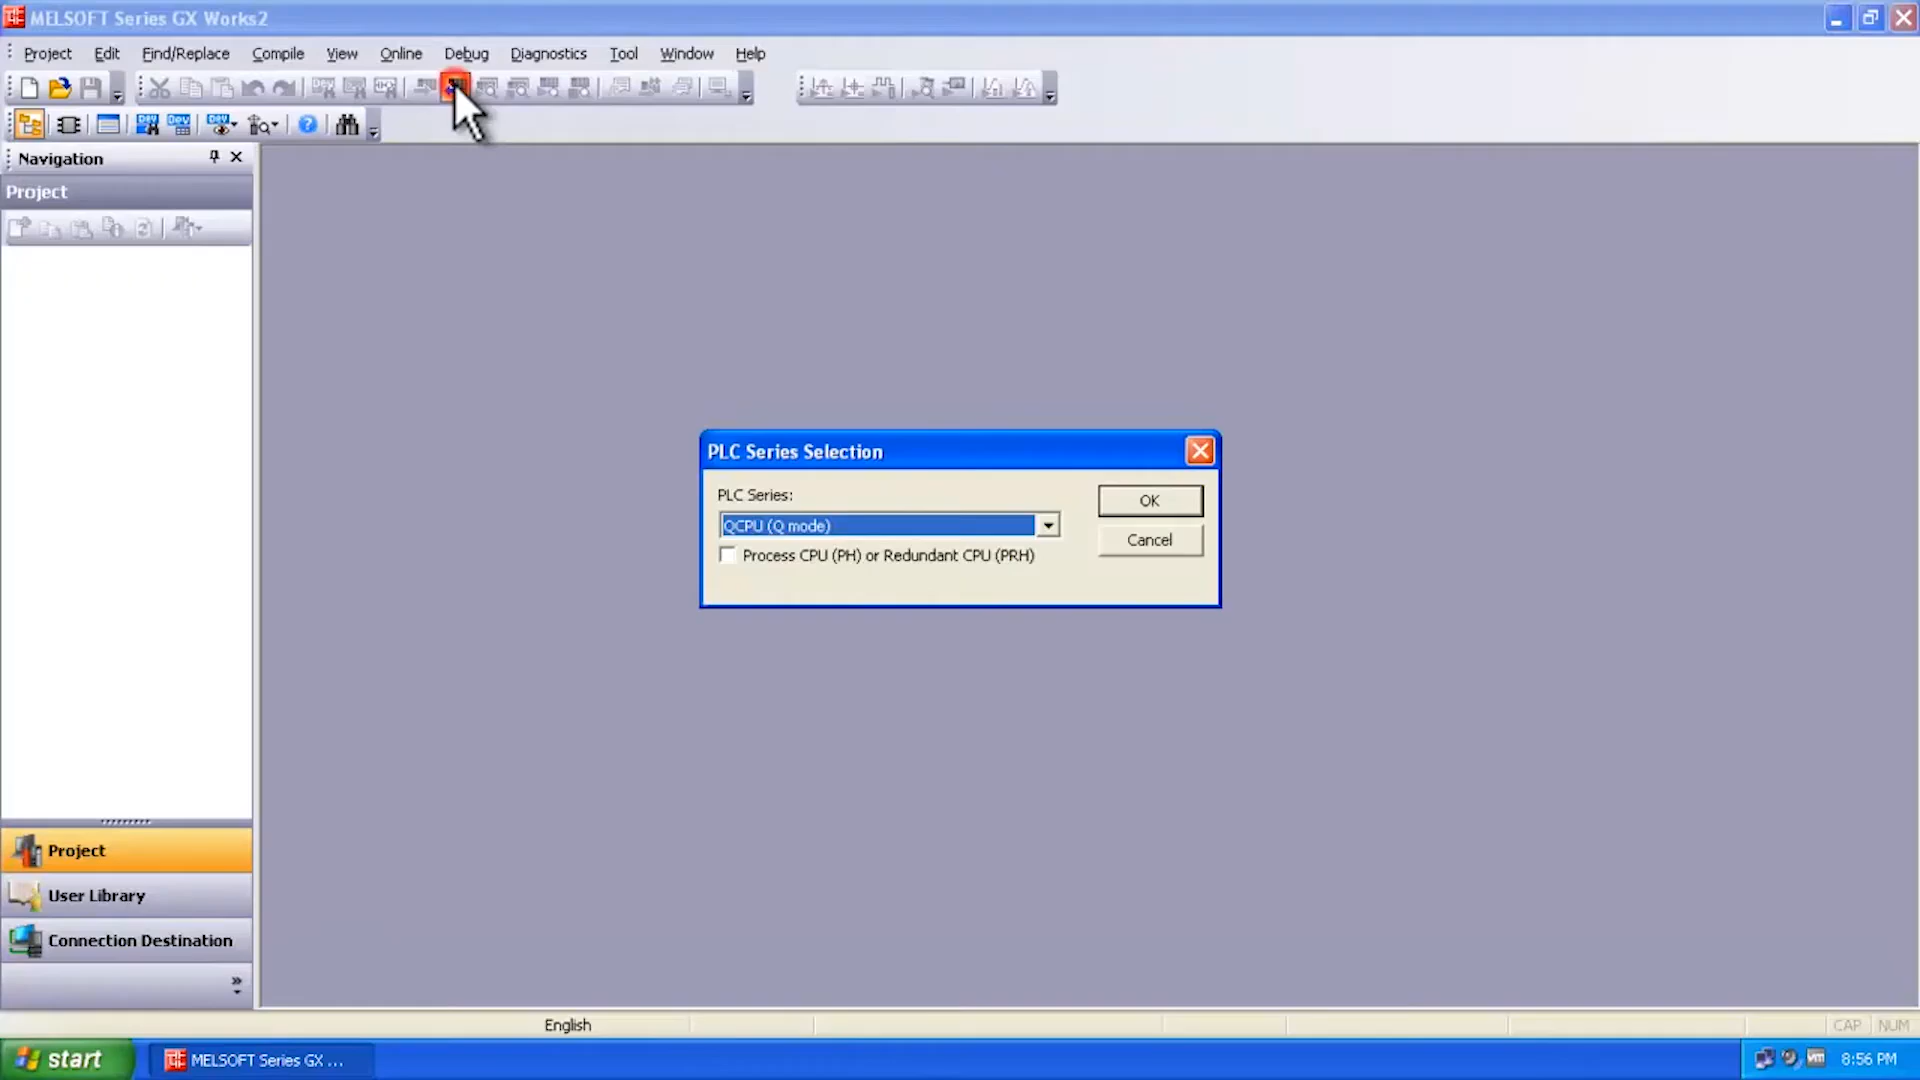 MELSOFT Series GX Works2
Project Edit Find/Replace Compile View Online Debug Diagnostics Tool Window Help
Navigation
Project
PLC Series Selection
PLC Series:
QCPU (Q mode)
Process CPU (PH) or Redundant CPU (PRH)
OK
Cancel
Project
User Library
Connection Destination
English
CAP NUM
start
MELSOFT Series GX ...
8:56 PM